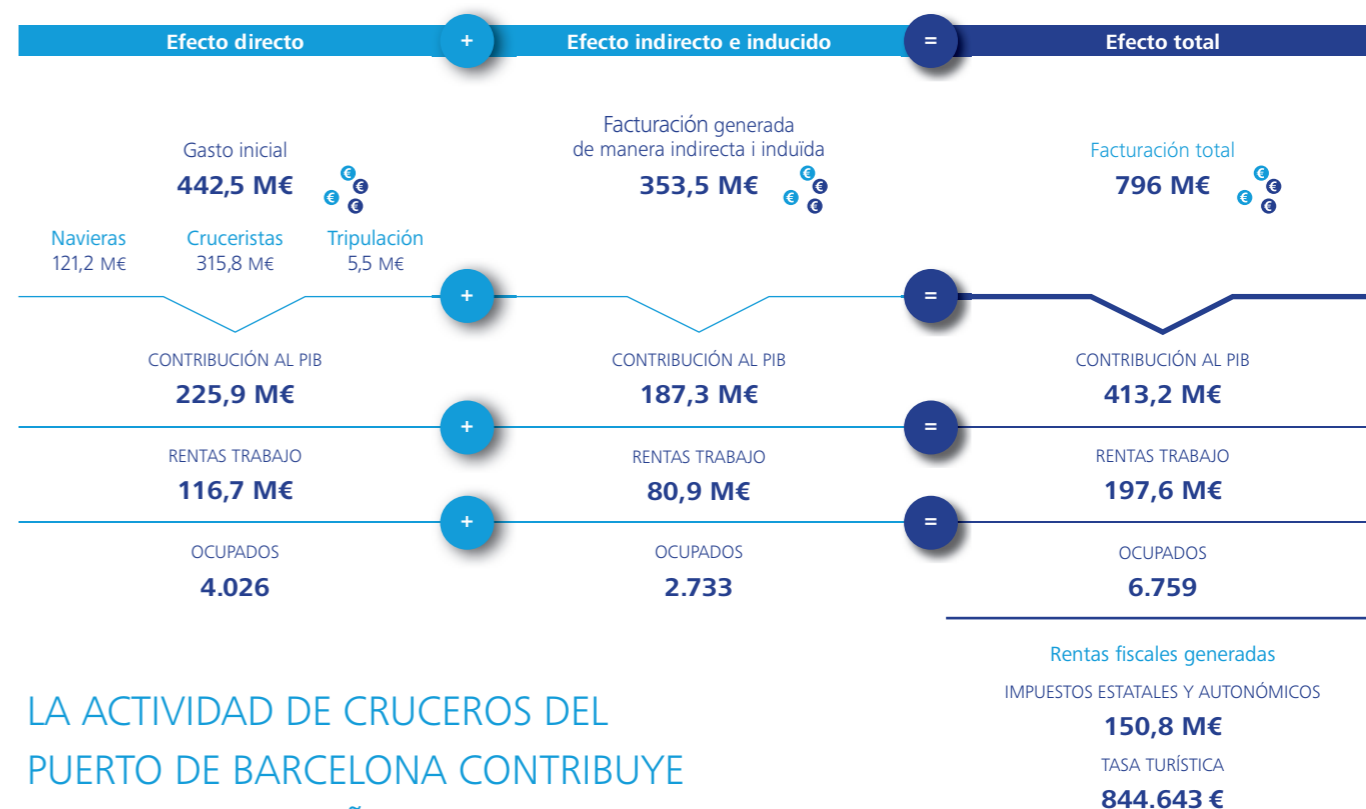 Efecto directo + Efecto indirecto e inducido = Efecto total
Gasto inicial
442,5 M€
Navieras Cruceristas Tripulación
121,2 M€ 315,8 M€ 5,5 M€
Facturación generada
de manera indirecta i induïda
353,5 M€
Facturación total
796 M€
+ =
CONTRIBUCIÓN AL PIB CONTRIBUCIÓN AL PIB CONTRIBUCIÓN AL PIB
225,9 M€ 187,3 M€ 413,2 M€
+ =
RENTAS TRABAJO RENTAS TRABAJO RENTAS TRABAJO
116,7 M€ 80,9 M€ 197,6 M€
+ =
OCUPADOS OCUPADOS OCUPADOS
4.026 2.733 6.759
Rentas fiscales generadas
IMPUESTOS ESTATALES Y AUTONÓMICOS
150,8 M€
TASA TURÍSTICA
844.643 €
LA ACTIVIDAD DE CRUCEROS DEL
PUERTO DE BARCELONA CONTRIBUYE